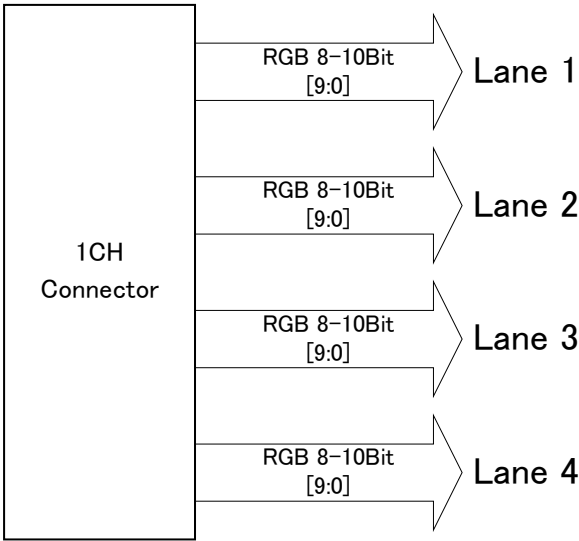 1CH
Connector
RGB 8-10Bit
[9:0]
Lane 1
RGB 8-10Bit
[9:0]
Lane 2
RGB 8-10Bit
[9:0]
Lane 3
RGB 8-10Bit
[9:0]
Lane 4